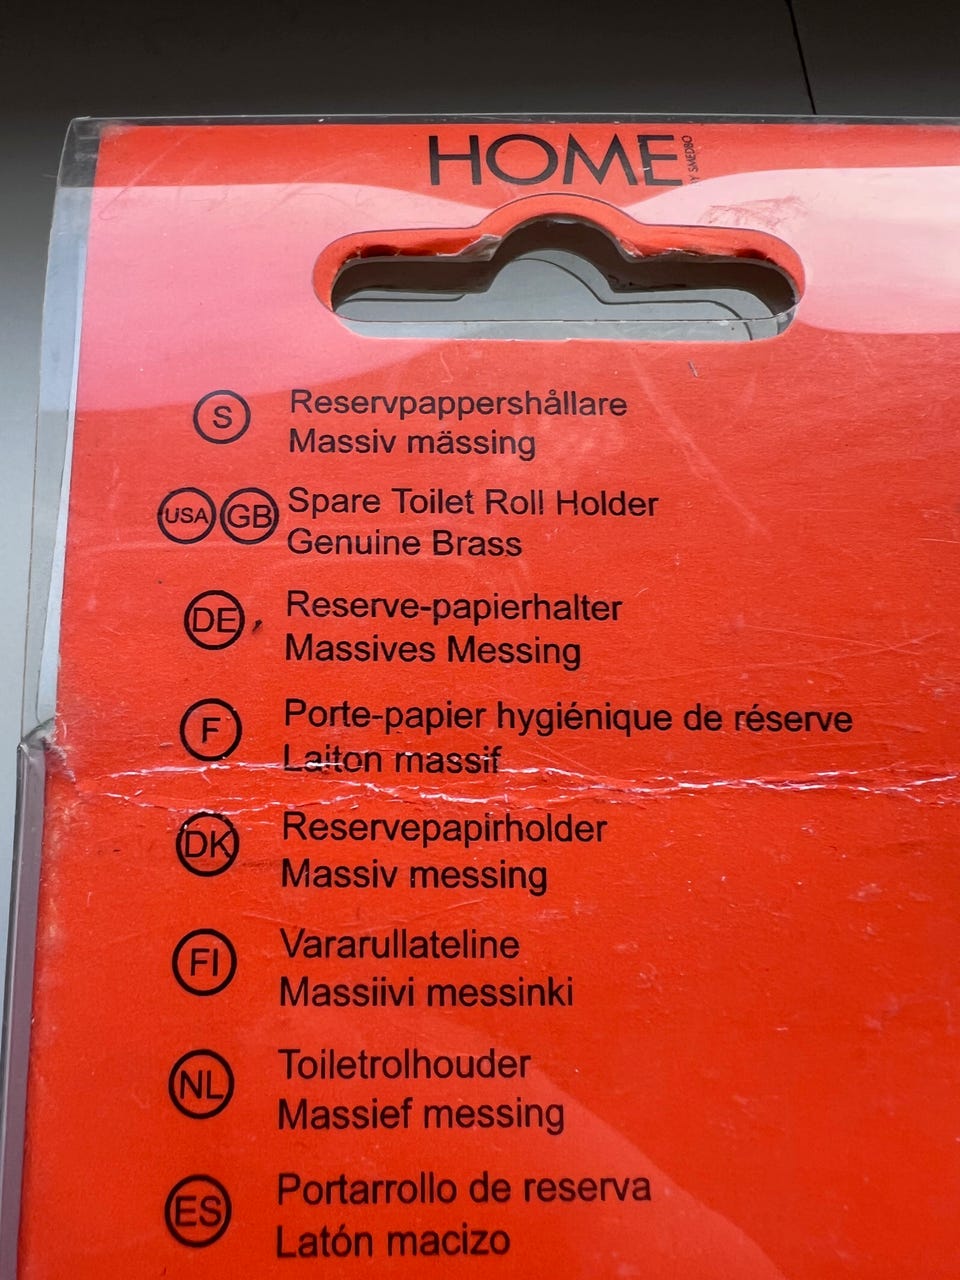 HOME BY SMEDBO
S Reservpappershållare
Massiv mässing
USA GB Spare Toilet Roll Holder
Genuine Brass
DE Reserve-papierhalter
Massives Messing
F Porte-papier hygiénique de réserve
Laiton massif
DK Reservepapirholder
Massiv messing
FI Vararullateline
Massiivi messinki
NL Toiletrolhouder
Massief messing
ES Portarrollo de reserva
Latón macizo